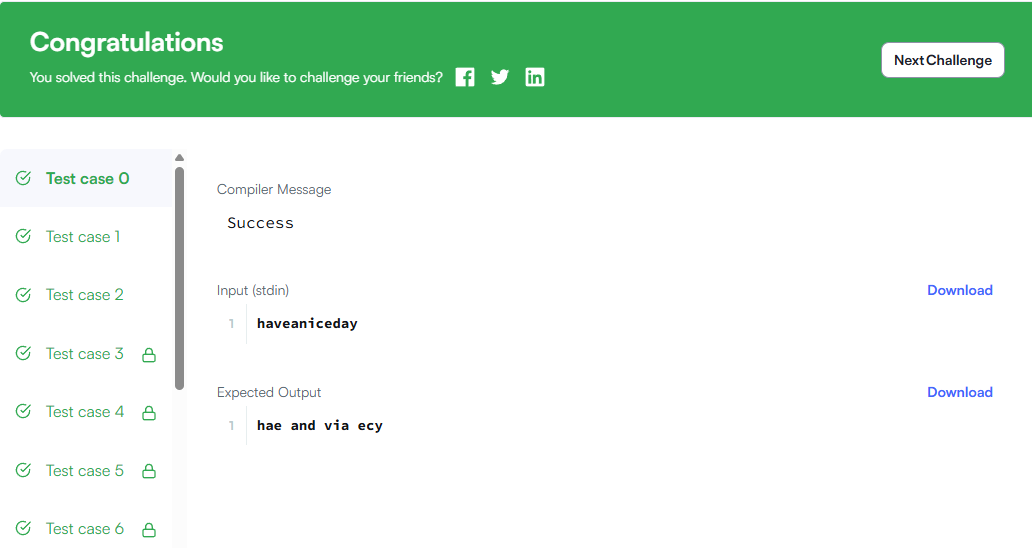 Congratulations
You solved this challenge. Would you like to challenge your friends?
Next Challenge
Test case 0
Test case 1
Test case 2
Test case 3
Test case 4
Test case 5
Test case 6
Compiler Message
Success
Input (stdin)
Download
1 haveaniceday
Expected Output
Download
1 hae and via ecy